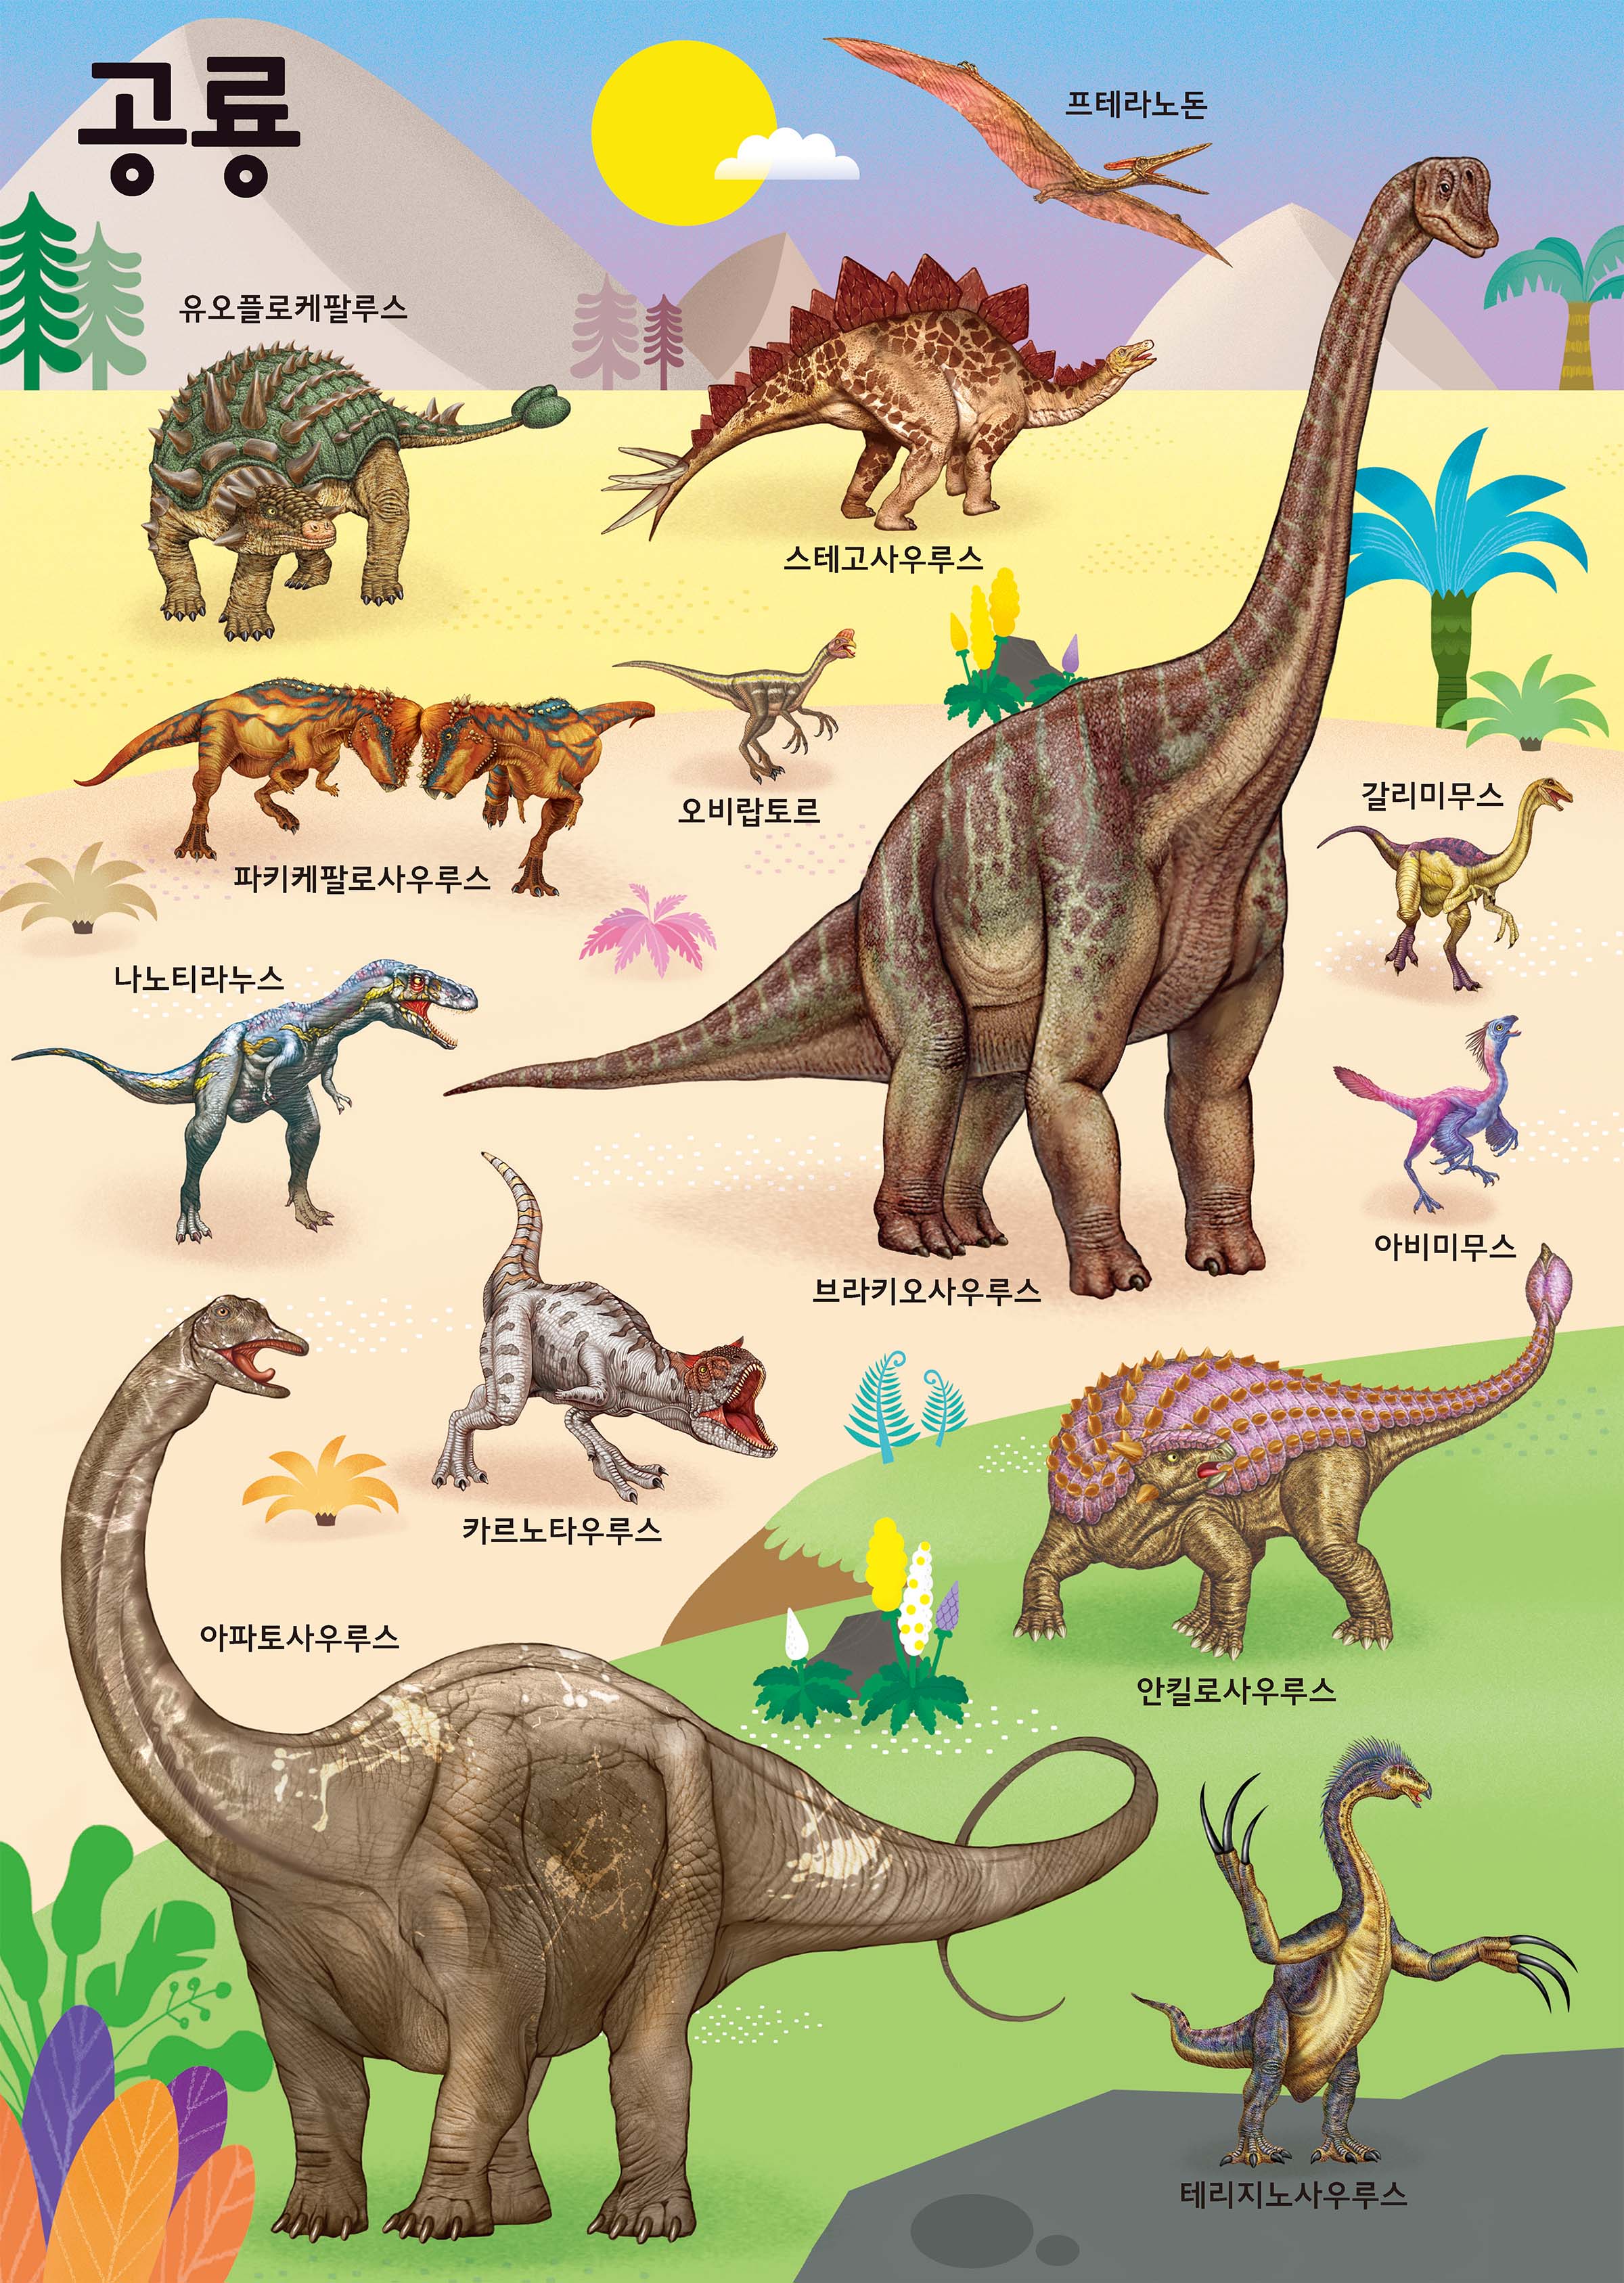 공룡
프테라노돈
유오플로케팔루스
스테고사우루스
갈리미무스
오비랍토르
파키케팔로사우루스
나노티라누스
아비미무스
브라키오사우루스
카르노타우루스
아파토사우루스
안킬로사우루스
테리지노사우루스